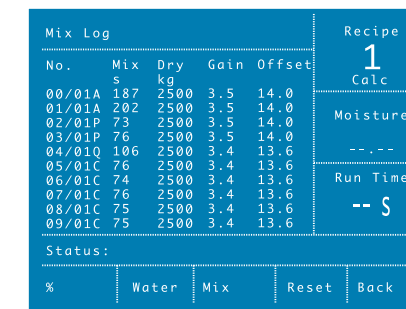 Mix Log
No. Mix Dry Gain Offset
s kg
00/01A 187 2500 3.5 14.0
01/01A 202 2500 3.5 14.0
02/01P 73 2500 3.5 14.0
03/01P 76 2500 3.5 14.0
04/01Q 106 2500 3.4 13.6
05/01C 76 2500 3.4 13.6
06/01C 74 2500 3.4 13.6
07/01C 76 2500 3.4 13.6
08/01C 75 2500 3.4 13.6
09/01C 75 2500 3.4 13.6
Status:
% Water Mix Reset Back
Recipe
1
Calc
Moisture
--.--
Run Time
-- S